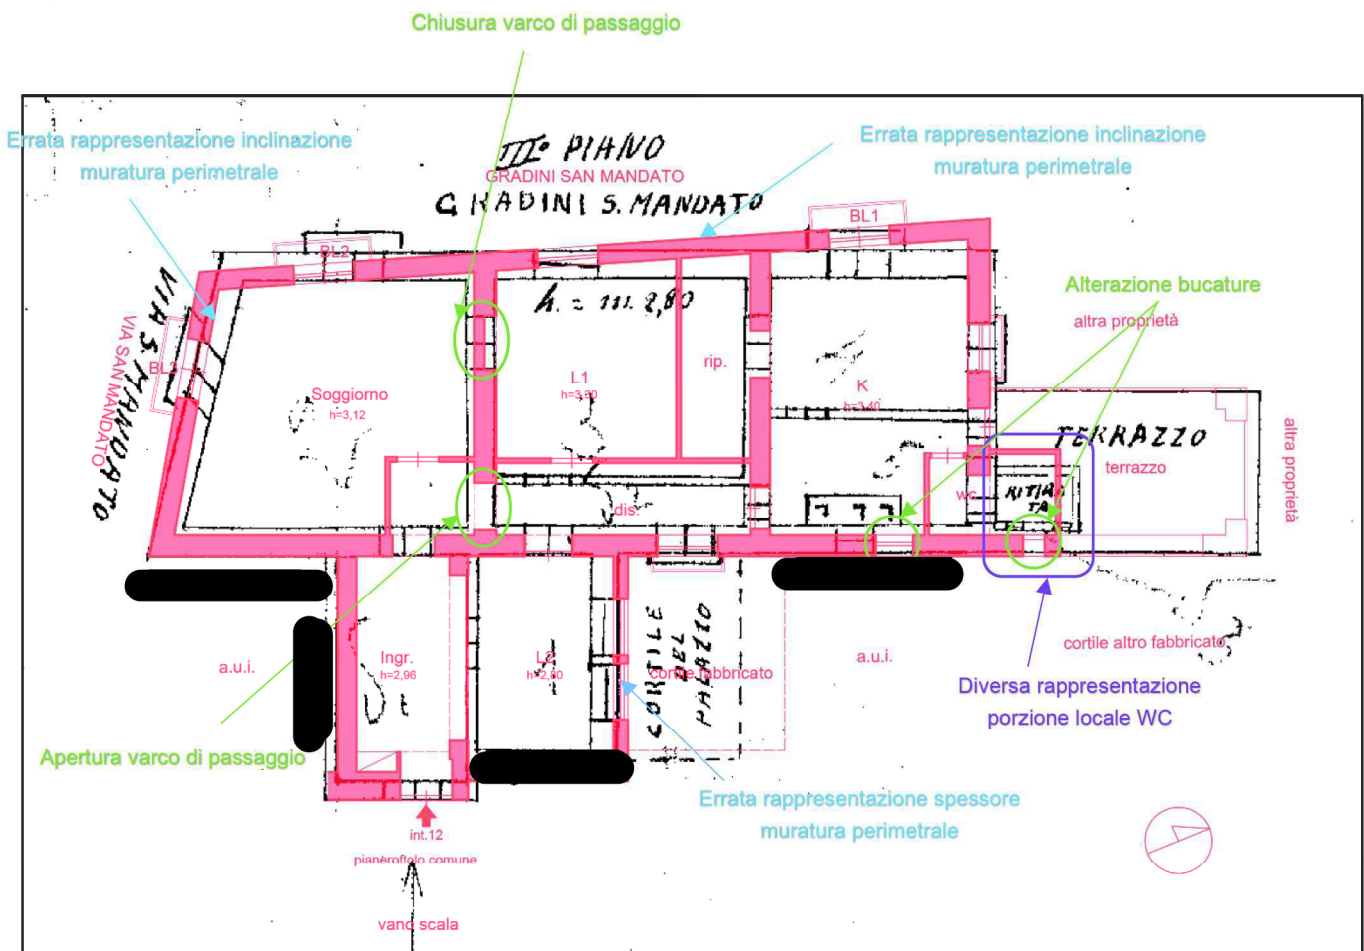 Chiusura varco di passaggio
Errata rappresentazione inclinazione
muratura perimetrale
IIIº PIANO
GRADINI SAN MANDATO
GRADINI S. MANDATO
Errata rappresentazione inclinazione
muratura perimetrale
BL1
BL2
Alterazione bucature
altra proprietà
VIA S. MANDATO
VIA SAN MANDATO
BL3
h. = m. 2,80
rip.
L1
K
h=3,40
Soggiorno
h=3,12
TERRAZZO
terrazzo
altra proprietà
wc
RITIRATA
dis.
Ingr.
h=2,96
L2
h=2,80
CORTILE
DEL
PALAZZO
cortile fabbricato
a.u.i.
a.u.i.
cortile altro fabbricato
Diversa rappresentazione
porzione locale WC
Apertura varco di passaggio
Errata rappresentazione spessore
muratura perimetrale
int.12
pianerottolo comune
vano scala